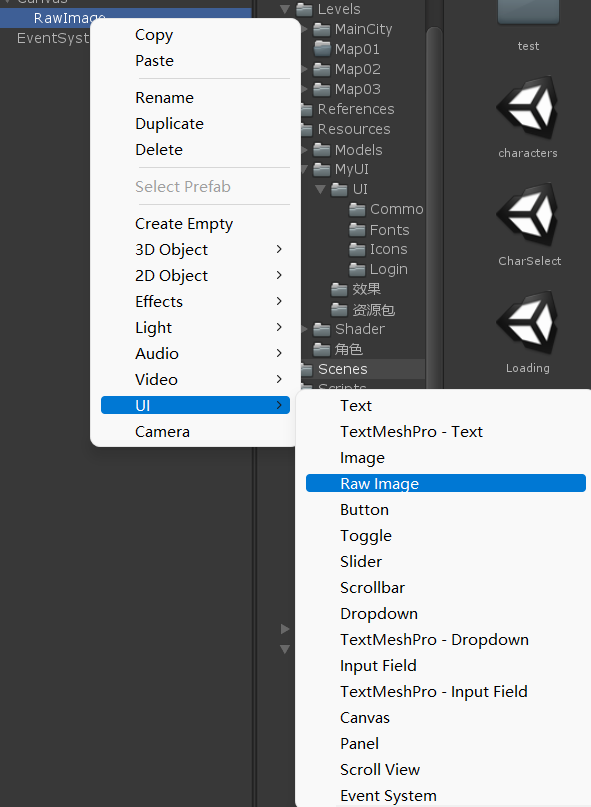 Canvas
RawImage
EventSyst
Copy
Paste
Rename
Duplicate
Delete
Select Prefab
Create Empty
3D Object
2D Object
Effects
Light
Audio
Video
UI
Camera
Levels
MainCity
Map01
Map02
Map03
References
Resources
Models
MyUI
UI
Commo
Fonts
Icons
Login
效果
资源包
Shader
角色
Scenes
Scripts
test
characters
CharSelect
Loading
Text
TextMeshPro - Text
Image
Raw Image
Button
Toggle
Slider
Scrollbar
Dropdown
TextMeshPro - Dropdown
Input Field
TextMeshPro - Input Field
Canvas
Panel
Scroll View
Event System